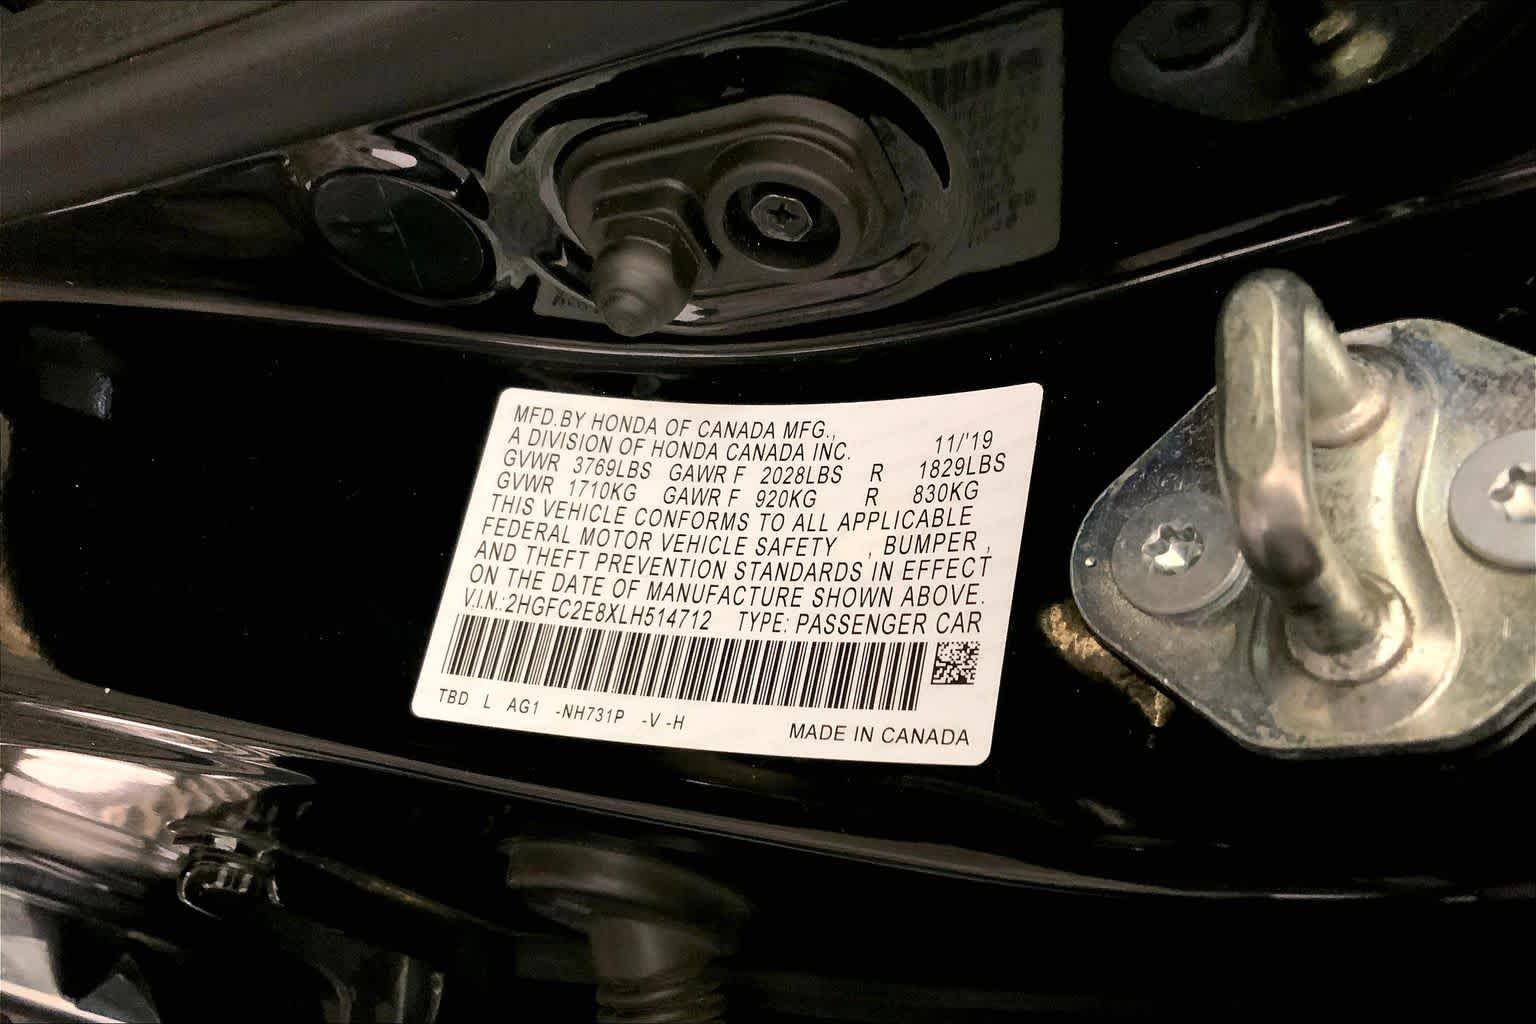 MFD.BY HONDA OF CANADA MFG.,
A DIVISION OF HONDA CANADA INC. 11/'19
GVWR 3769LBS GAWR F 2028LBS R 1829LBS
GVWR 1710KG GAWR F 920KG R 830KG
THIS VEHICLE CONFORMS TO ALL APPLICABLE
FEDERAL MOTOR VEHICLE SAFETY , BUMPER ,
AND THEFT PREVENTION STANDARDS IN EFFECT
ON THE DATE OF MANUFACTURE SHOWN ABOVE.
V.I.N.:2HGFC2E8XLH514712 TYPE: PASSENGER CAR
TBD L AG1 -NH731P -V -H
MADE IN CANADA